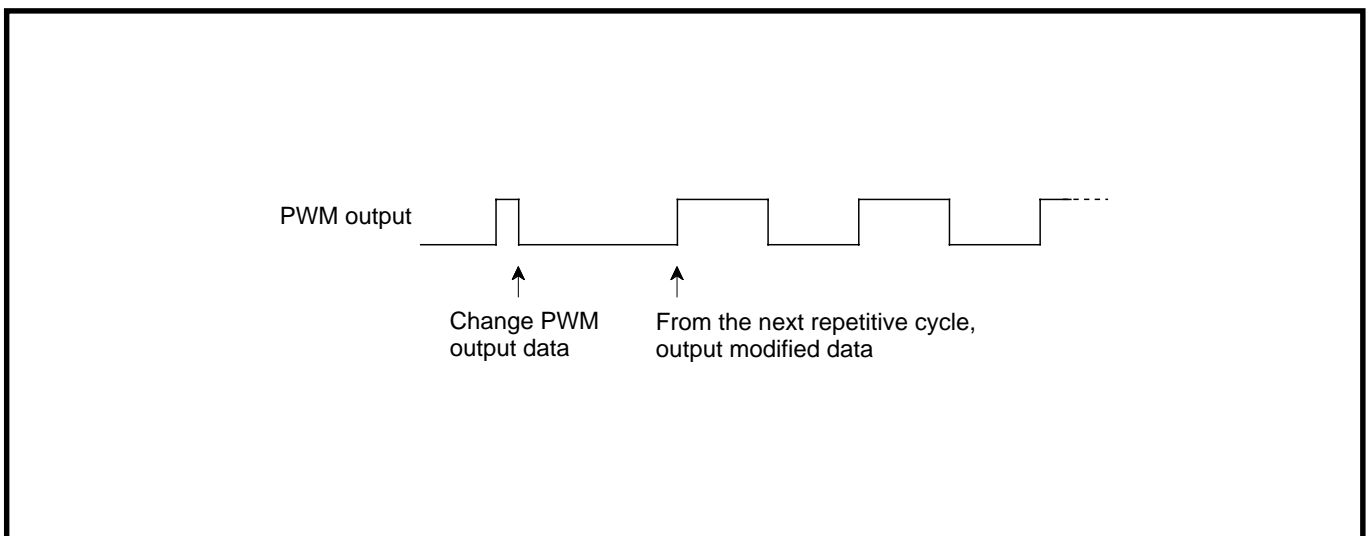 PWM output
Change PWM
output data
From the next repetitive cycle,
output modified data